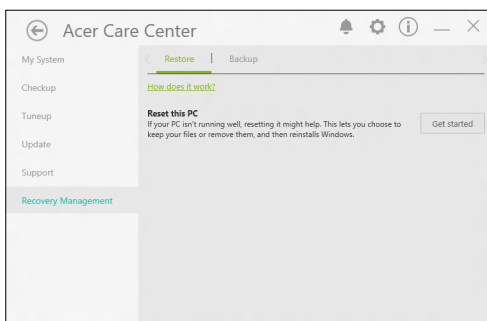 Acer Care Center
My System
Restore
Backup
Checkup
How does it work?
Tuneup
Reset this PC
If your PC isn't running well, resetting it might help. This lets you choose to
keep your files or remove them, and then reinstalls Windows.
Get started
Update
Support
Recovery Management